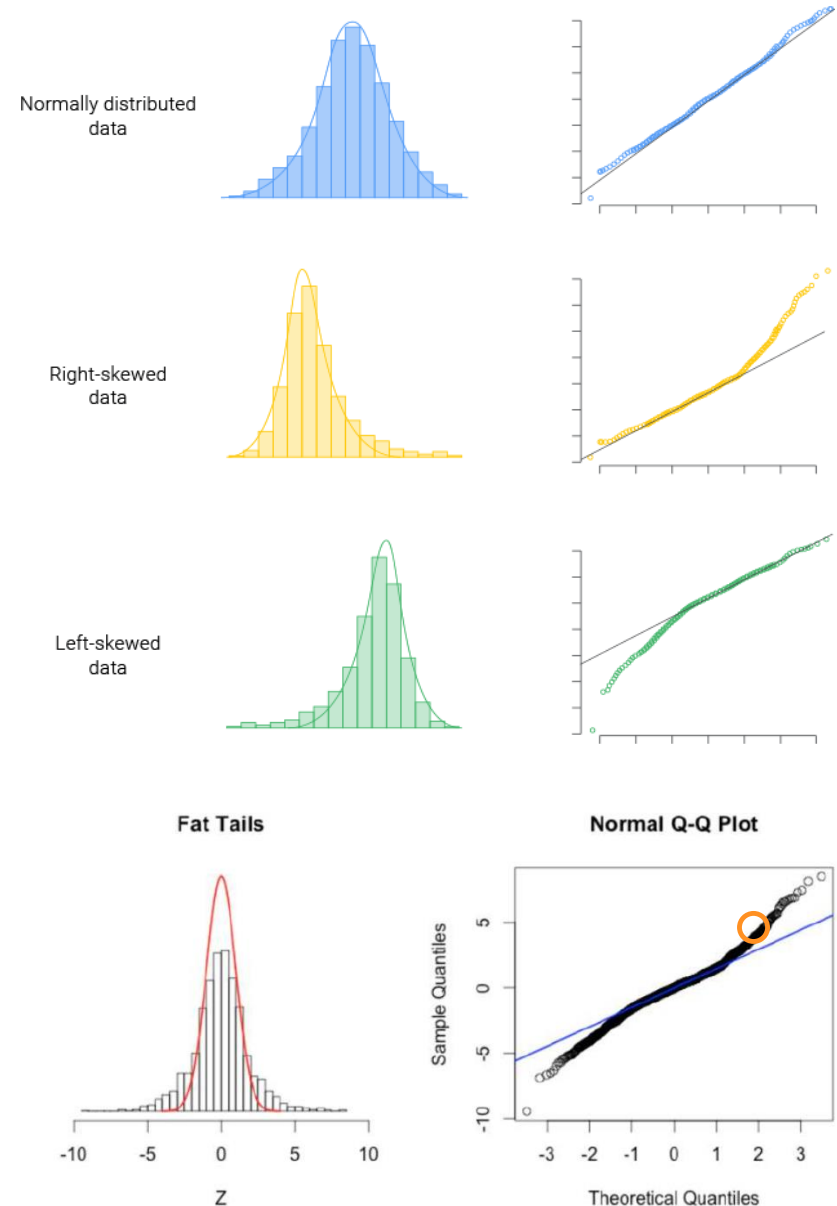 Normally distributed
data
Right-skewed
data
Left-skewed
data
Fat Tails
Normal Q-Q Plot
-10 -5 0 5 10
Z
Sample Quantiles
5
0
-5
-10
-3 -2 -1 0 1 2 3
Theoretical Quantiles